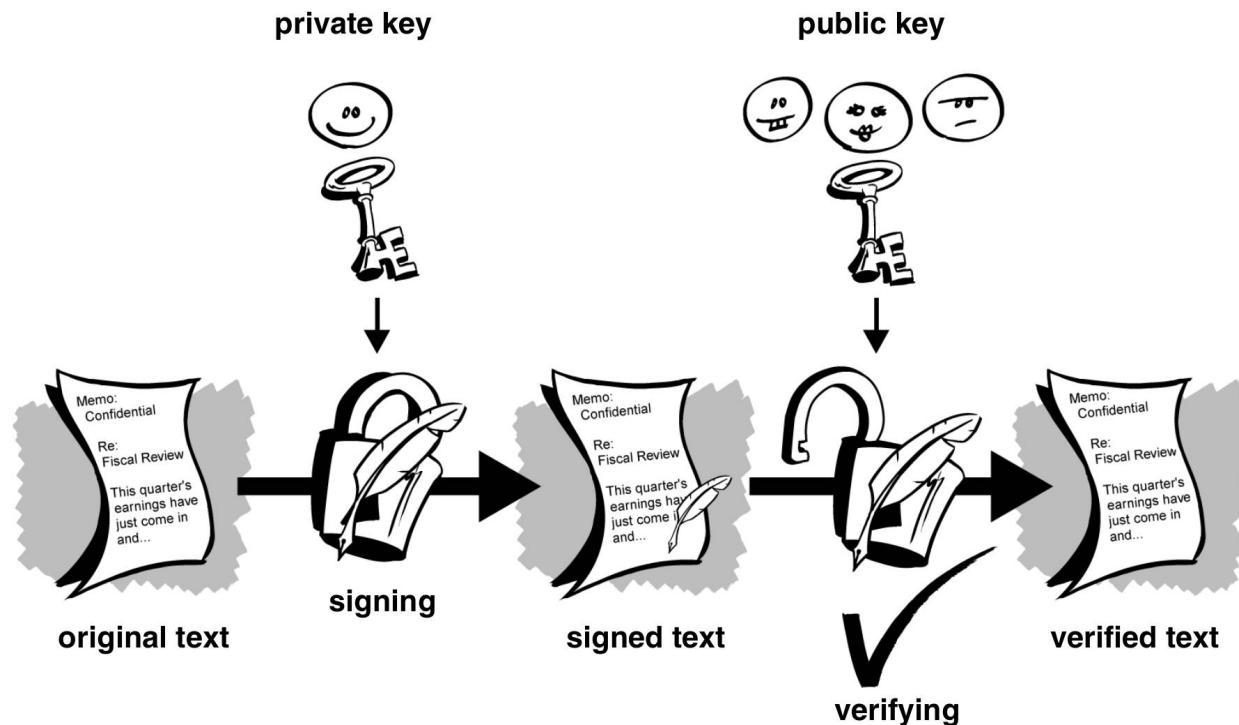 private key
public key
Memo:
Confidential
Re:
Fiscal Review
This quarter's
earnings have
just come in
and...
Memo:
Confidential
Re:
Fiscal Review
This quarter's
earnings hav
just come i
and...
Memo:
Confidential
Re:
Fiscal Review
This quarter's
earnings have
just come in
and...
signing
original text
signed text
verified text
verifying